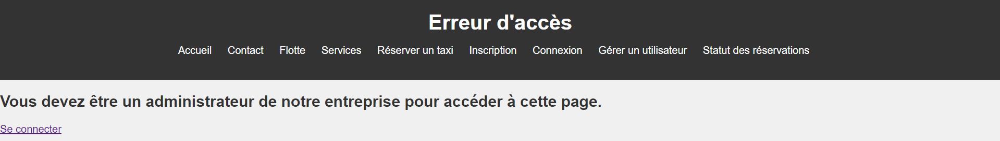 Erreur d'accès
Accueil Contact Flotte Services Réserver un taxi Inscription Connexion Gérer un utilisateur Statut des réservations
Vous devez être un administrateur de notre entreprise pour accéder à cette page.
Se connecter